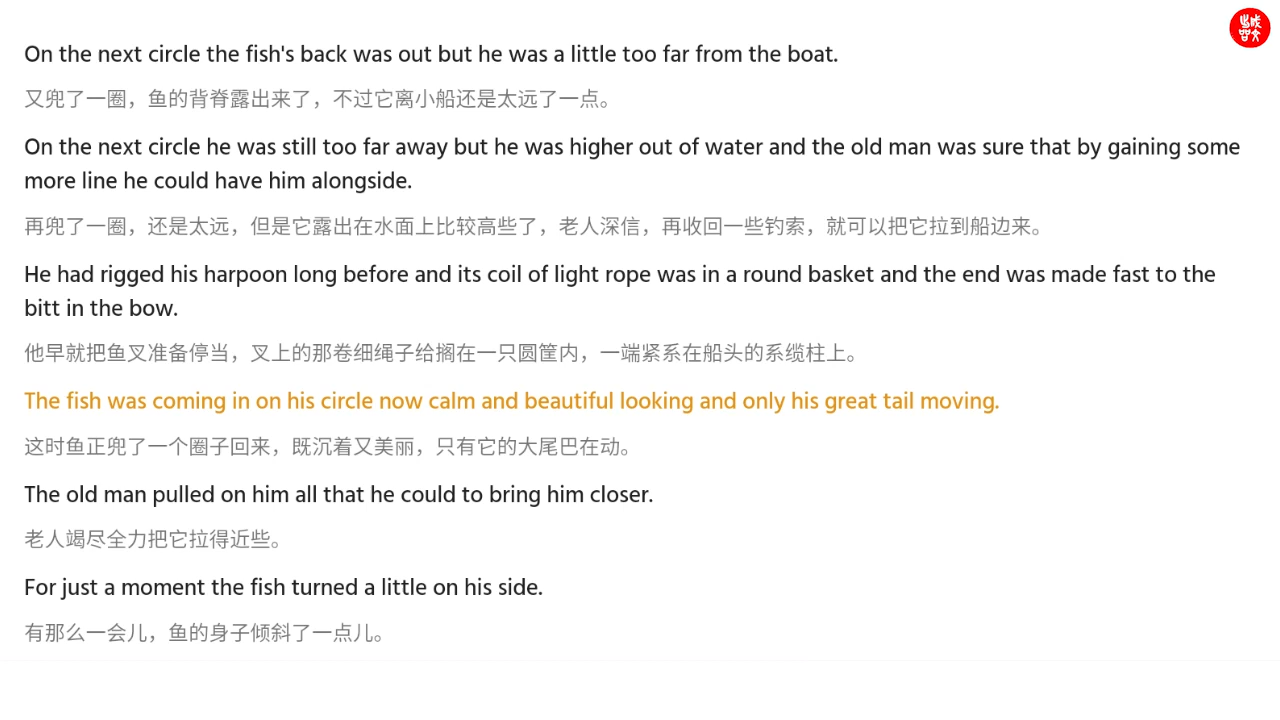 On the next circle the fish's back was out but he was a little too far from the boat.
又兜了一圈，鱼的背脊露出来了，不过它离小船还是太远了一点。
On the next circle he was still too far away but he was higher out of water and the old man was sure that by gaining some
more line he could have him alongside.
再兜了一圈，还是太远，但是它露出在水面上比较高些了，老人深信，再收回一些钓索，就可以把它拉到船边来。
He had rigged his harpoon long before and its coil of light rope was in a round basket and the end was made fast to the
bitt in the bow.
他早就把鱼叉准备停当，叉上的那卷细绳子给搁在一只圆筐内，一端紧系在船头的系缆柱上。
The fish was coming in on his circle now calm and beautiful looking and only his great tail moving.
这时鱼正兜了一个圈子回来，既沉着又美丽，只有它的大尾巴在动。
The old man pulled on him all that he could to bring him closer.
老人竭尽全力把它拉得近些。
For just a moment the fish turned a little on his side.
有那么一会儿，鱼的身子倾斜了一点儿。